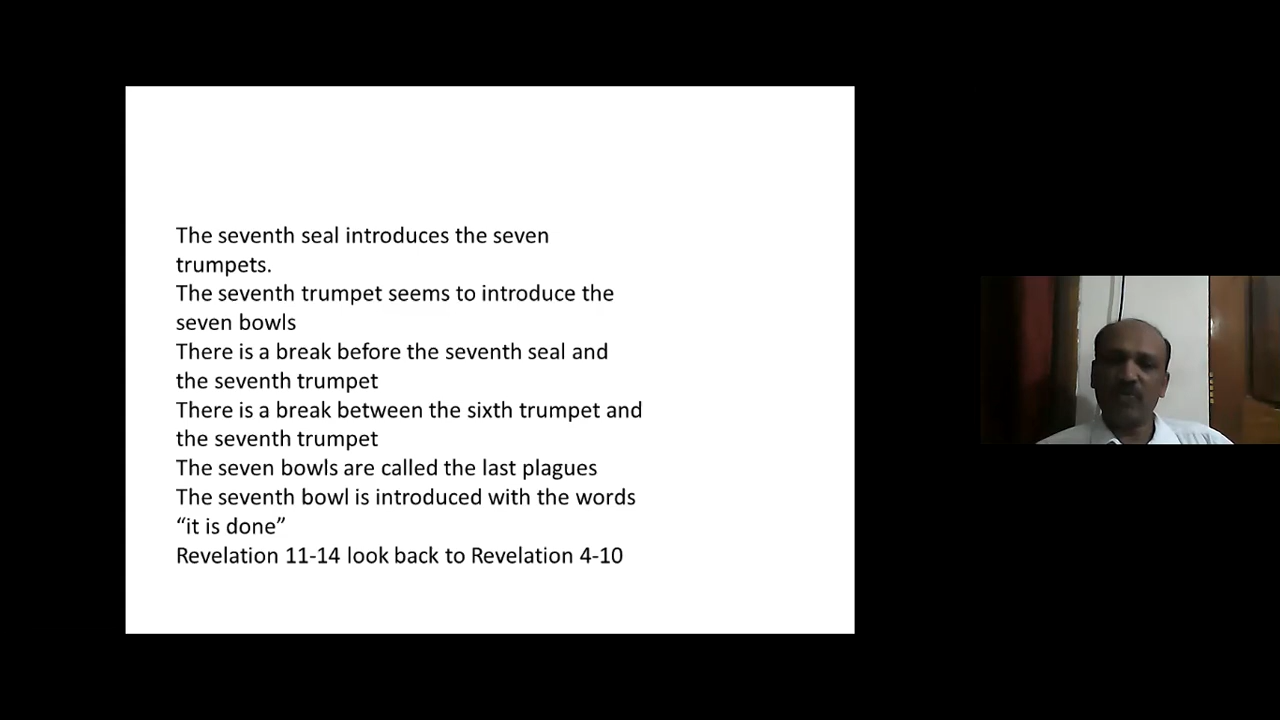 The seventh seal introduces the seven
trumpets.
The seventh trumpet seems to introduce the
seven bowls
There is a break before the seventh seal and
the seventh trumpet
There is a break between the sixth trumpet and
the seventh trumpet
The seven bowls are called the last plagues
The seventh bowl is introduced with the words
“it is done”
Revelation 11-14 look back to Revelation 4-10